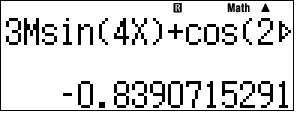 R Math ▲
3Msin(4X)+cos(2▷
-0.8390715291